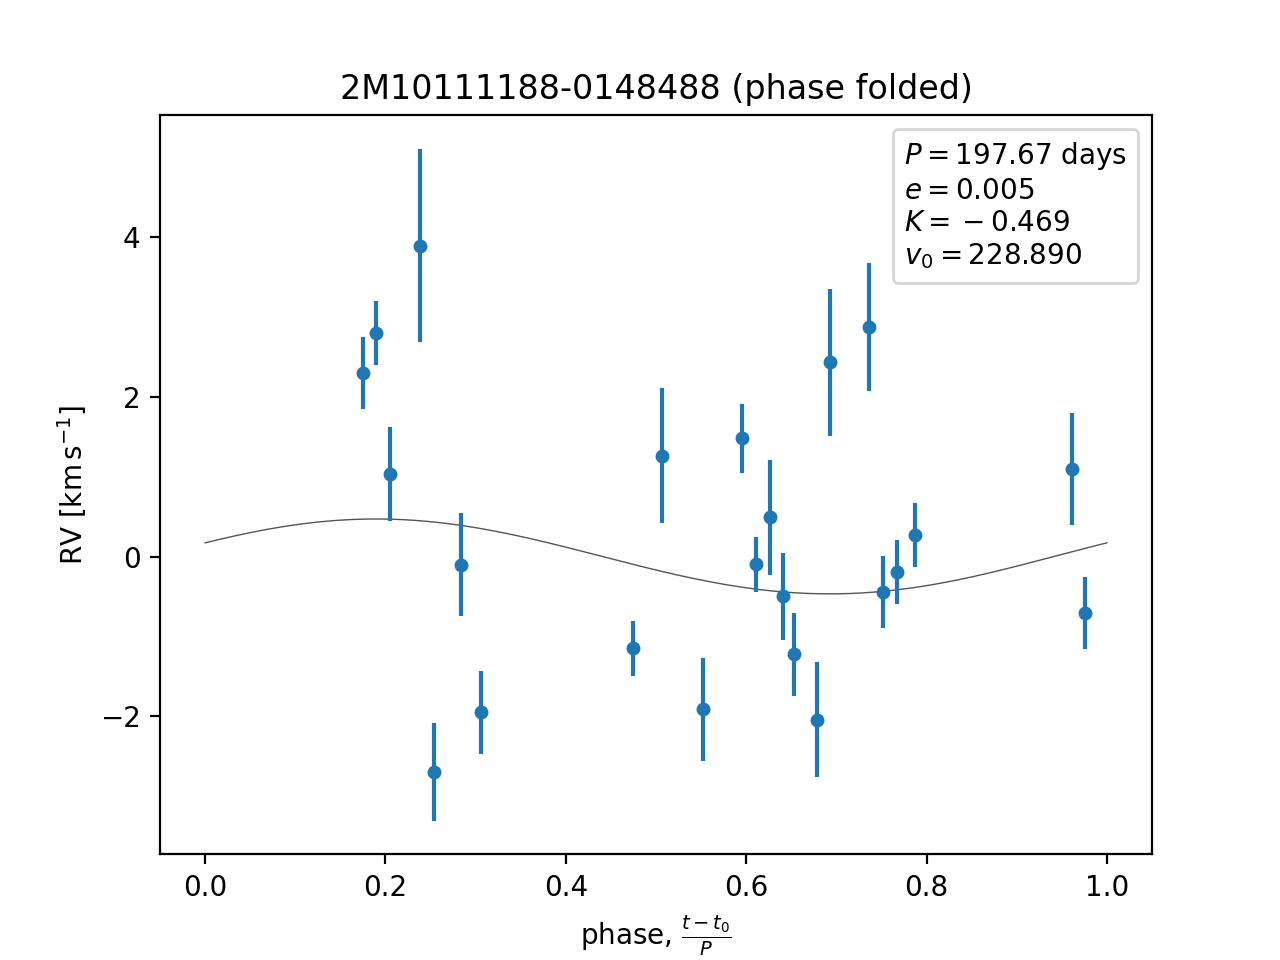 2M10111188-0148488 (phase folded)
P = 197.67 days
e = 0.005
K = −0.469
v₀ = 228.890
4
2
0
−2
RV [km s⁻¹]
0.0 0.2 0.4 0.6 0.8 1.0
phase, (t − t₀)/P